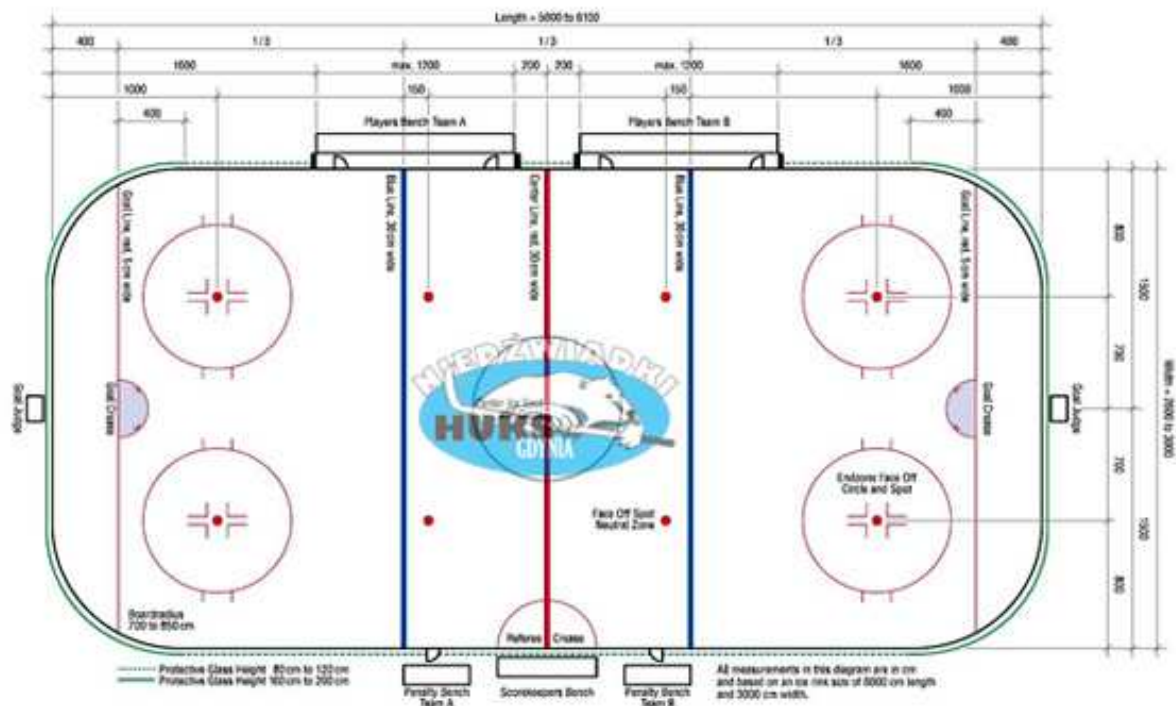 Length = 5800 to 6100
400
1/3
1/3
1/3
400
1600
max. 1200
200
200
max. 1200
1600
1000
150
150
1000
400
400
Players Bench Team A
Players Bench Team B
Goal Line, red, 5 cm wide
Blue Line, 30 cm wide
Center Line, red, 30 cm wide
Blue Line, 30 cm wide
Goal Line, red, 5 cm wide
800
1500
700
Goal Judge
Goal Crease
NIEDŹWIADKI
Center Ice Spot
HUKS
GDYNIA
Goal Crease
Goal Judge
700
1500
800
Endzone Face Off
Circle and Spot
Face Off Spot
Neutral Zone
Boardradius
700 to 850 cm
Referee Crease
Protective Glass Height 80 cm to 120 cm
Protective Glass Height 160 cm to 200 cm
Penalty Bench
Team A
Scorekeepers Bench
Penalty Bench
Team B
All measurements in this diagram are in cm
and based on an ice rink size of 6000 cm length
and 3000 cm width.